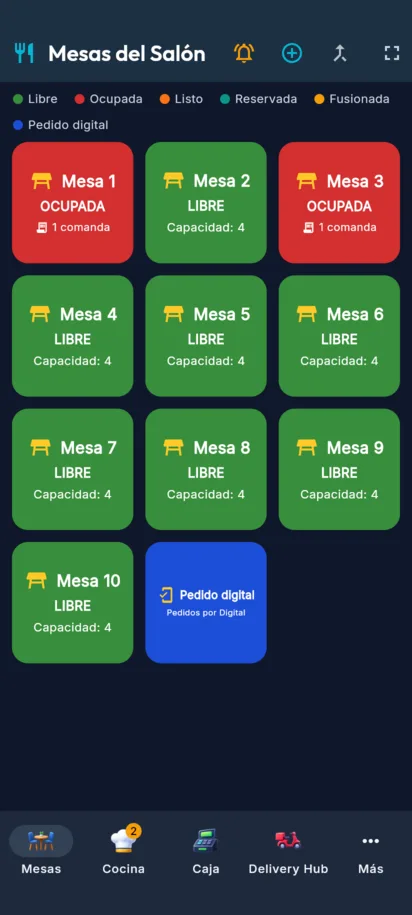 Mesas del Salón
Libre Ocupada Listo Reservada Fusionada
Pedido digital
Mesa 1
OCUPADA
1 comanda
Mesa 2
LIBRE
Capacidad: 4
Mesa 3
OCUPADA
1 comanda
Mesa 4
LIBRE
Capacidad: 4
Mesa 5
LIBRE
Capacidad: 4
Mesa 6
LIBRE
Capacidad: 4
Mesa 7
LIBRE
Capacidad: 4
Mesa 8
LIBRE
Capacidad: 4
Mesa 9
LIBRE
Capacidad: 4
Mesa 10
LIBRE
Capacidad: 4
Pedido digital
Pedidos por Digital
2
Mesas Cocina Caja Delivery Hub Más